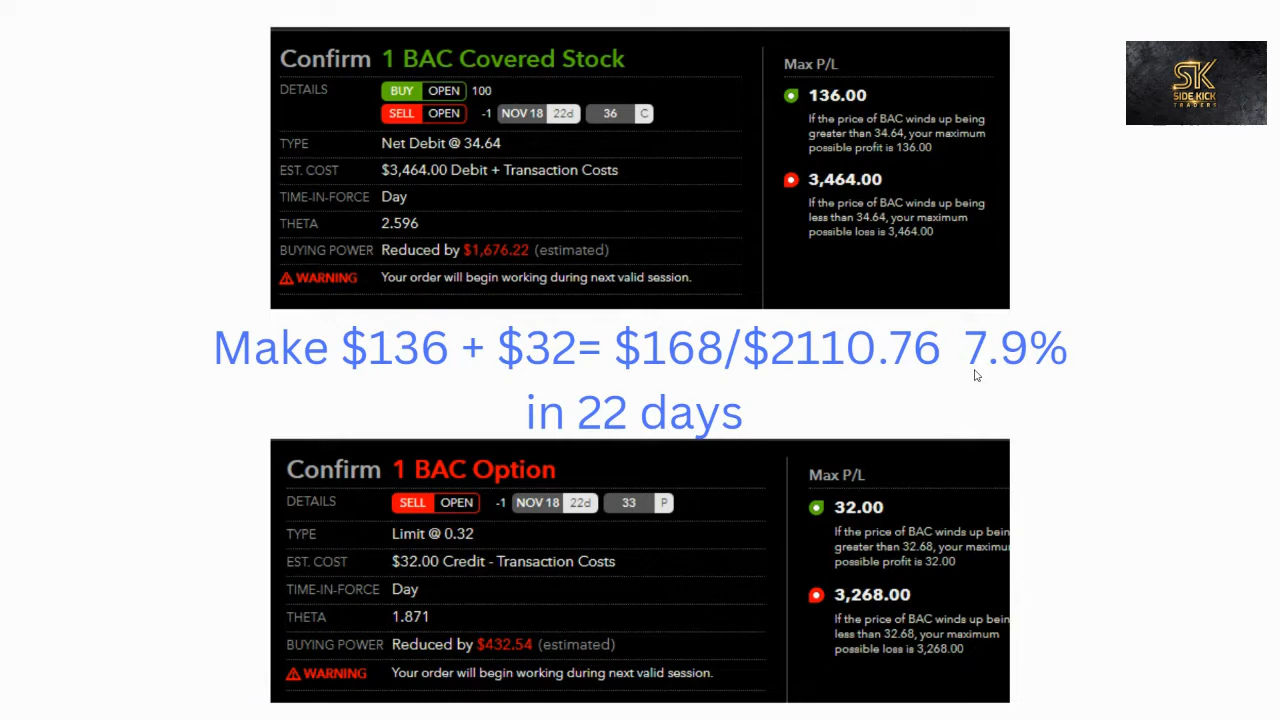 Confirm 1 BAC Covered Stock
DETAILS BUY OPEN 100
SELL OPEN -1 NOV 18 22d 36 C
TYPE Net Debit @ 34.64
EST. COST $3,464.00 Debit + Transaction Costs
TIME-IN-FORCE Day
THETA 2.596
BUYING POWER Reduced by $1,676.22 (estimated)
WARNING Your order will begin working during next valid session.
Max P/L
136.00
If the price of BAC winds up being
greater than 34.64, your maximum
possible profit is 136.00
3,464.00
If the price of BAC winds up being
less than 34.64, your maximum
possible loss is 3,464.00
SK
SIDE KICK
TRADERS
Make $136 + $32= $168/$2110.76 7.9%
in 22 days
Confirm 1 BAC Option
DETAILS SELL OPEN -1 NOV 18 22d 33 P
TYPE Limit @ 0.32
EST. COST $32.00 Credit - Transaction Costs
TIME-IN-FORCE Day
THETA 1.871
BUYING POWER Reduced by $432.54 (estimated)
WARNING Your order will begin working during next valid session.
Max P/L
32.00
If the price of BAC winds up bein
greater than 32.68, your maximu
possible profit is 32.00
3,268.00
If the price of BAC winds up bein
less than 32.68, your maximum
possible loss is 3,268.00